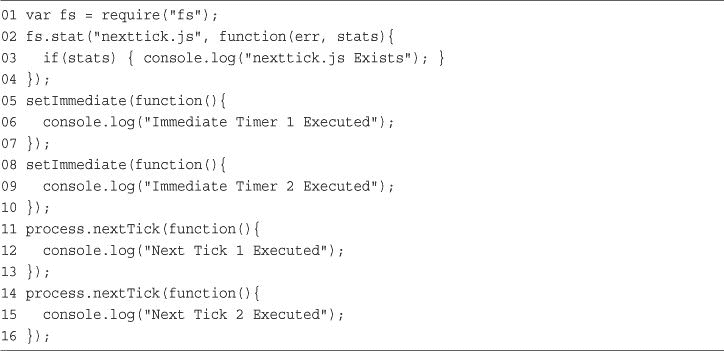 01 var fs = require("fs");
02 fs.stat("nexttick.js", function(err, stats){
03   if(stats) { console.log("nexttick.js Exists"); }
04 });
05 setImmediate(function(){
06   console.log("Immediate Timer 1 Executed");
07 });
08 setImmediate(function(){
09   console.log("Immediate Timer 2 Executed");
10 });
11 process.nextTick(function(){
12   console.log("Next Tick 1 Executed");
13 });
14 process.nextTick(function(){
15   console.log("Next Tick 2 Executed");
16 });